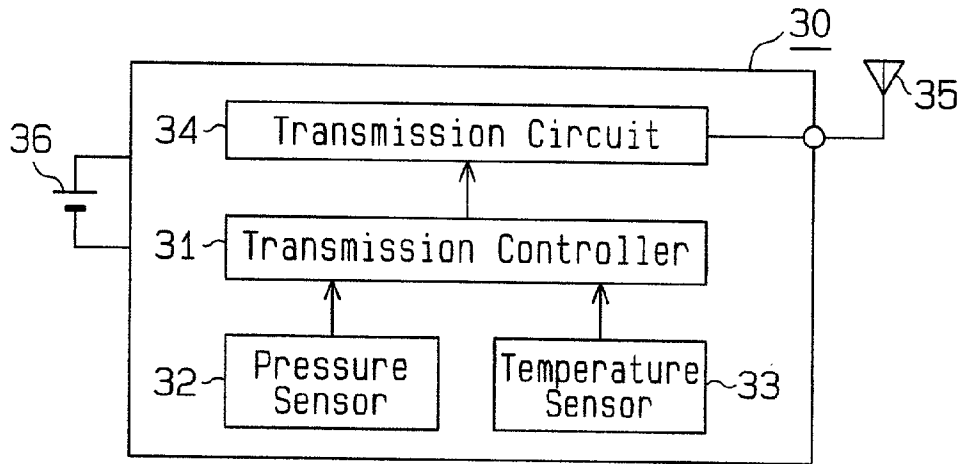 30
35
36
34 Transmission Circuit
31 Transmission Controller
32 Pressure Sensor
Temperature Sensor 33